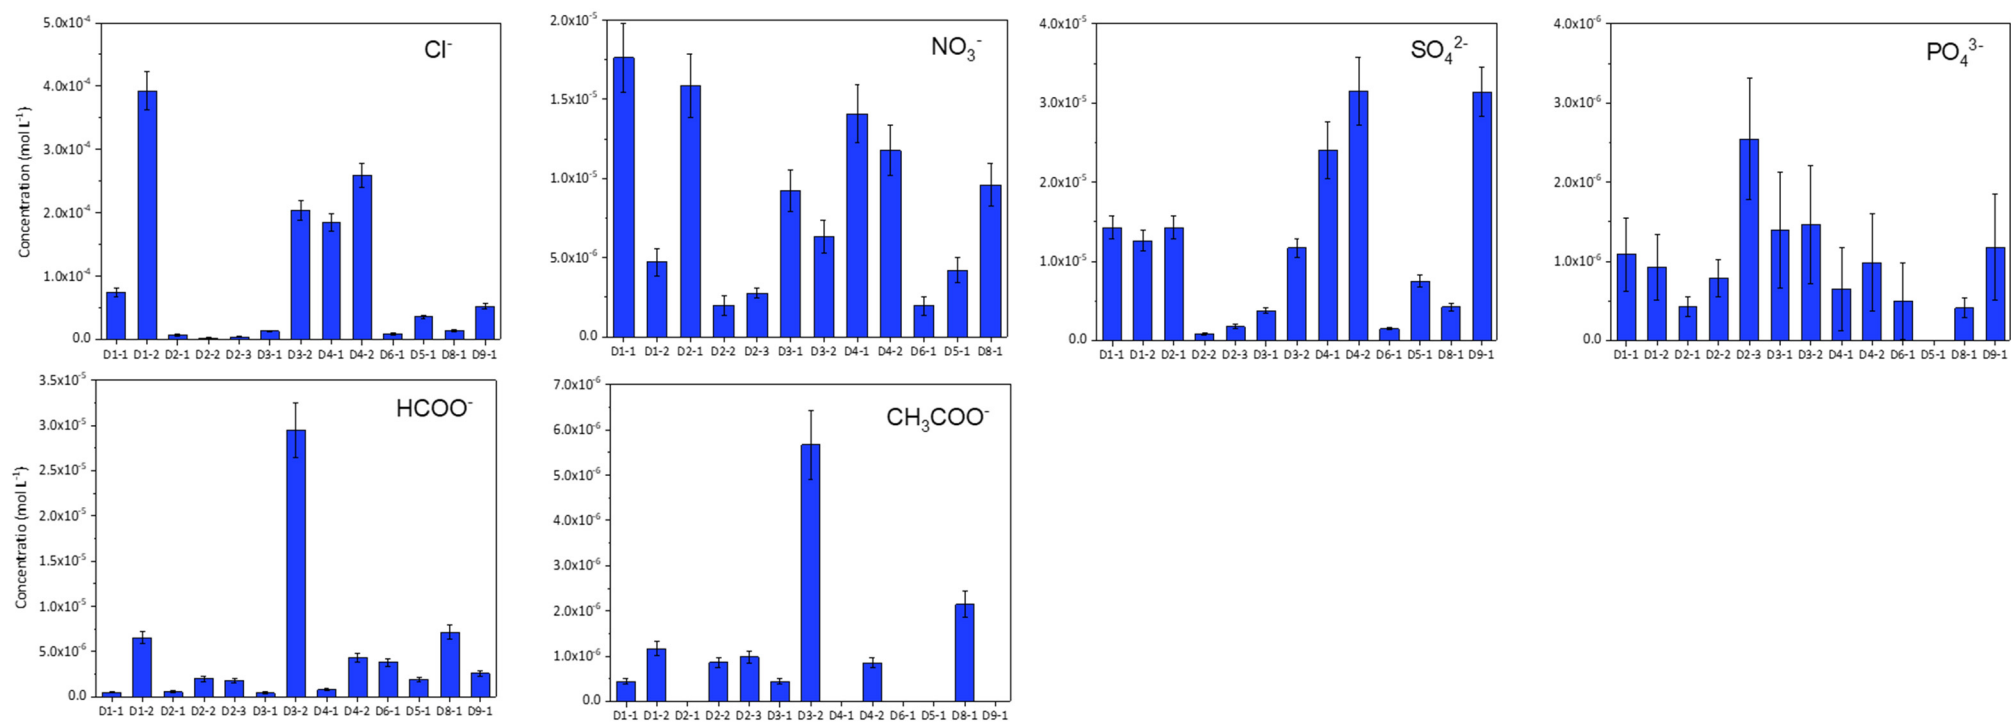 Cl⁻
Concentration (mol L⁻¹)
5.0x10⁻⁴
4.0x10⁻⁴
3.0x10⁻⁴
2.0x10⁻⁴
1.0x10⁻⁴
0.0
D1-1 D1-2 D2-1 D2-2 D2-3 D3-1 D3-2 D4-1 D4-2 D6-1 D5-1 D8-1 D9-1
NO₃⁻
2.0x10⁻⁵
1.5x10⁻⁵
1.0x10⁻⁵
5.0x10⁻⁶
0.0
D1-1 D1-2 D2-1 D2-2 D2-3 D3-1 D3-2 D4-1 D4-2 D6-1 D5-1 D8-1
SO₄²⁻
4.0x10⁻⁵
3.0x10⁻⁵
2.0x10⁻⁵
1.0x10⁻⁵
0.0
D1-1 D1-2 D2-1 D2-2 D2-3 D3-1 D3-2 D4-1 D4-2 D6-1 D5-1 D8-1 D9-1
PO₄³⁻
4.0x10⁻⁶
3.0x10⁻⁶
2.0x10⁻⁶
1.0x10⁻⁶
0.0
D1-1 D1-2 D2-1 D2-2 D2-3 D3-1 D3-2 D4-1 D4-2 D6-1 D5-1 D8-1 D9-1
HCOO⁻
Concentratio (mol L⁻¹)
3.5x10⁻⁵
3.0x10⁻⁵
2.5x10⁻⁵
2.0x10⁻⁵
1.5x10⁻⁵
1.0x10⁻⁵
5.0x10⁻⁶
0.0
D1-1 D1-2 D2-1 D2-2 D2-3 D3-1 D3-2 D4-1 D4-2 D6-1 D5-1 D8-1 D9-1
CH₃COO⁻
7.0x10⁻⁶
6.0x10⁻⁶
5.0x10⁻⁶
4.0x10⁻⁶
3.0x10⁻⁶
2.0x10⁻⁶
1.0x10⁻⁶
0.0
D1-1 D1-2 D2-1 D2-2 D2-3 D3-1 D3-2 D4-1 D4-2 D6-1 D5-1 D8-1 D9-1